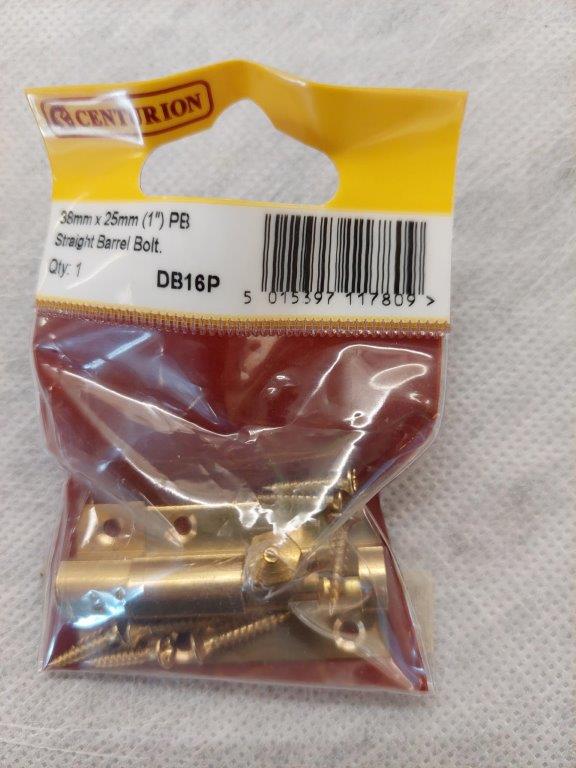 CENTURION
38mm x 25mm (1") PB
Straight Barrel Bolt.
Qty: 1
DB16P
5 015397 117809 >